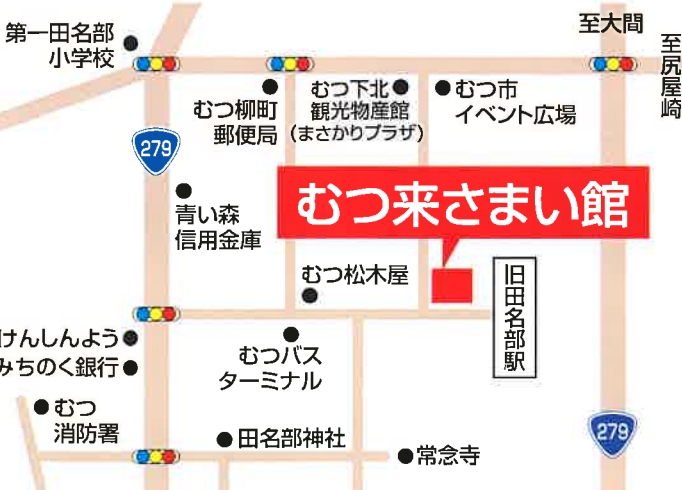 至大間
第一田名部
小学校
至尻屋崎
むつ柳町
郵便局
むつ下北
観光物産館
(まさかりプラザ)
むつ市
イベント広場
279
青い森
信用金庫
むつ来さまい館
むつ松木屋
旧田名部駅
けんしんよう
みちのく銀行
むつバス
ターミナル
むつ
消防署
田名部神社
常念寺
279